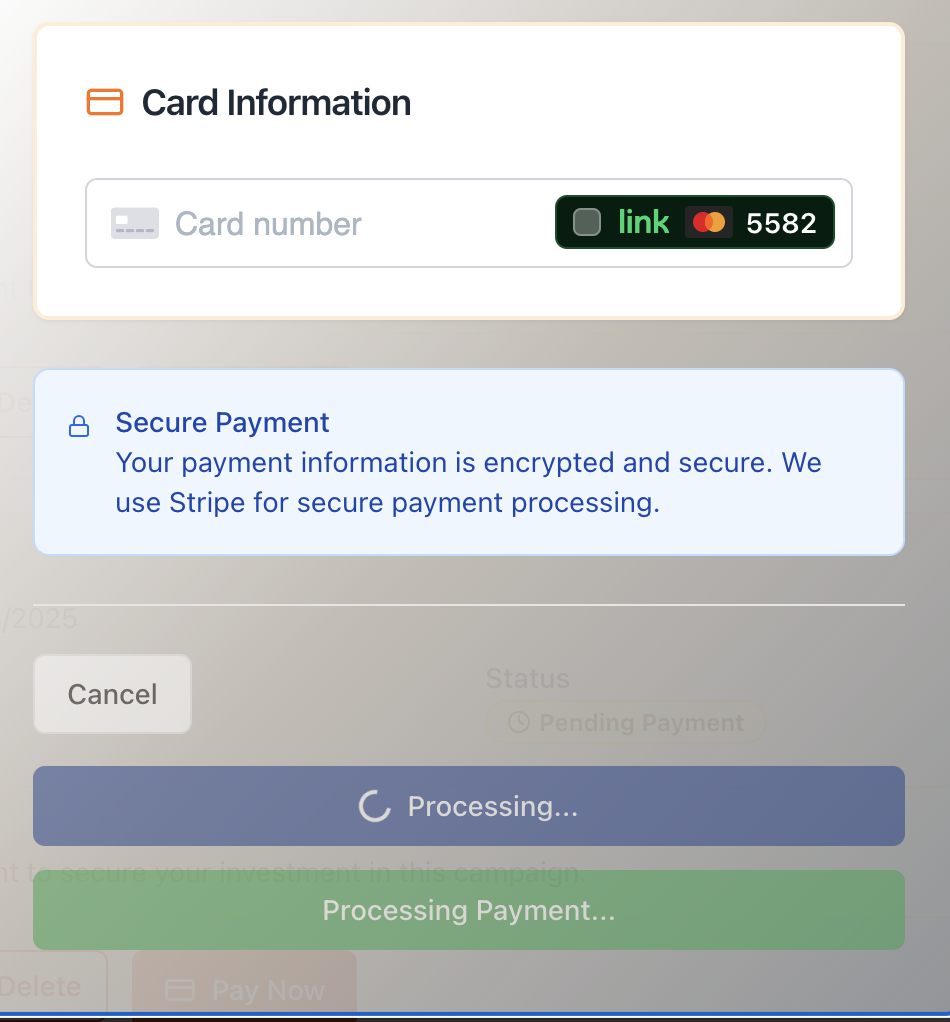 Card Information
Card number
link 5582
De
Secure Payment
Your payment information is encrypted and secure. We
use Stripe for secure payment processing.
/2025
Status
Cancel
Pending Payment
Processing...
nt to secure your investment in this campaign.
Processing Payment...
Delete
Pay Now